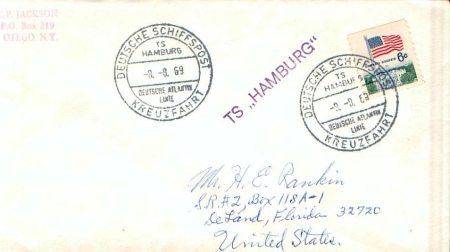 C.P. JACKSON
P.O. Box 219
OTEGO, N.Y.
DEUTSCHE SCHIFFSPOST
TS
HAMBURG
-8.-8.69
DEUTSCHE ATLANTIK
LINIE
KREUZFAHRT
TS „HAMBURG"
DEUTSCHE SCHIFFSPOST
TS
HAMBURG
-8.-8.69
DEUTSCHE ATLANTIK
LINIE
KREUZFAHRT
6c
Mr. H. E. Rankin
S.R.#2, Box 118A-1
DeLand, Florida 32720
United States.